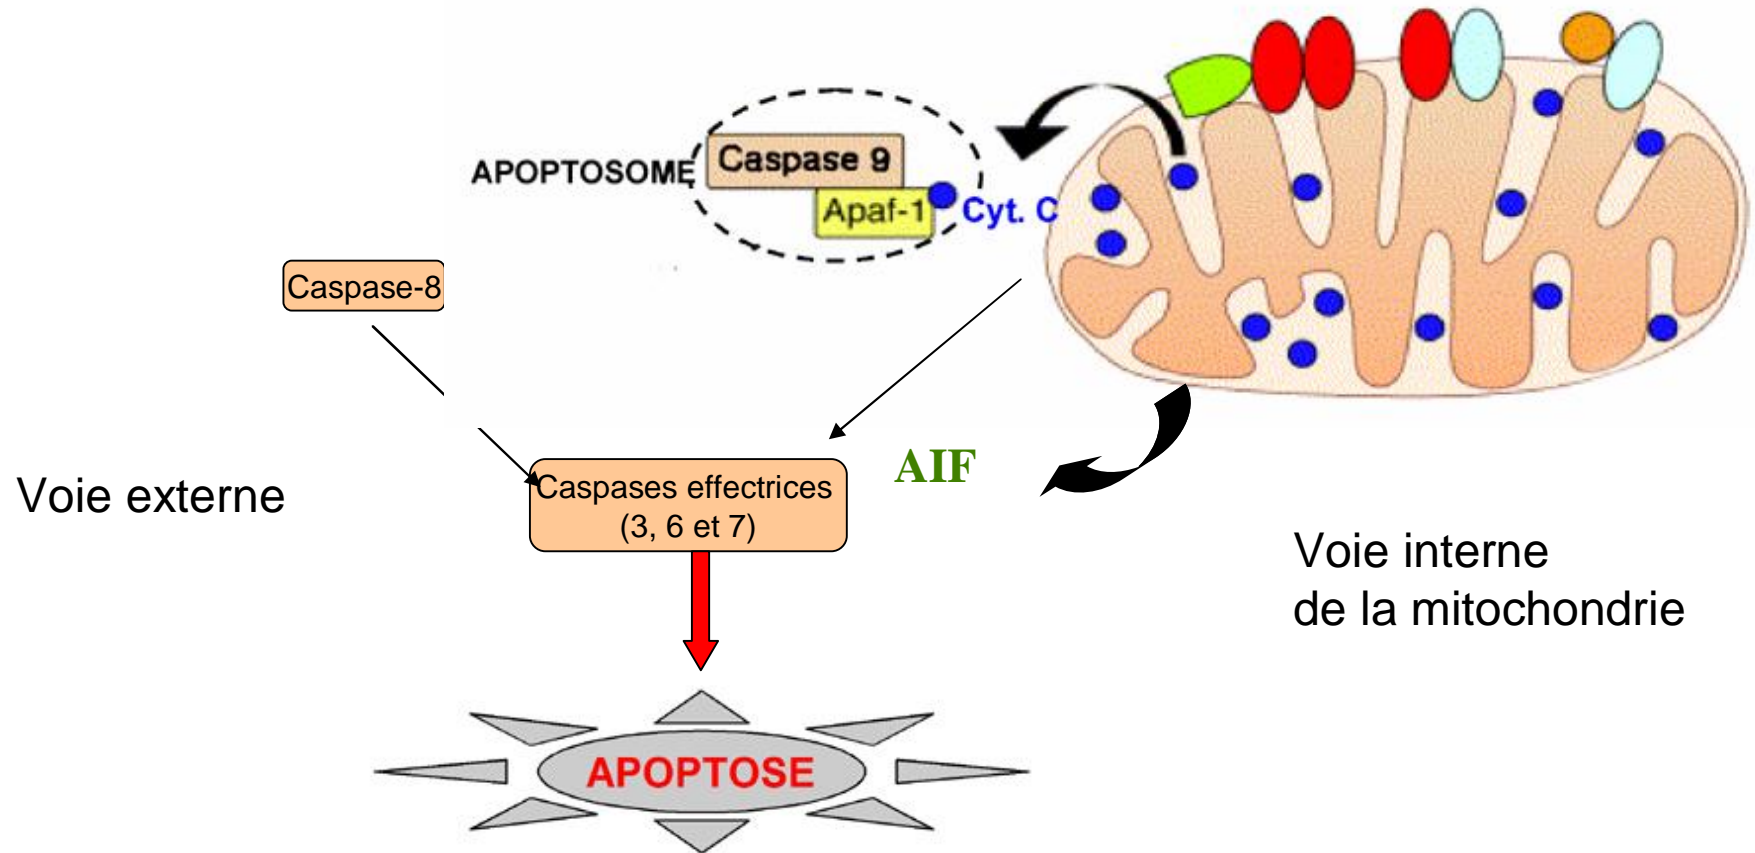 Caspase 9
APOPTOSOME
Apaf-1
Cyt. C
Caspase-8
AIF
Voie externe
Caspases effectrices
(3, 6 et 7)
Voie interne
de la mitochondrie
APOPTOSE